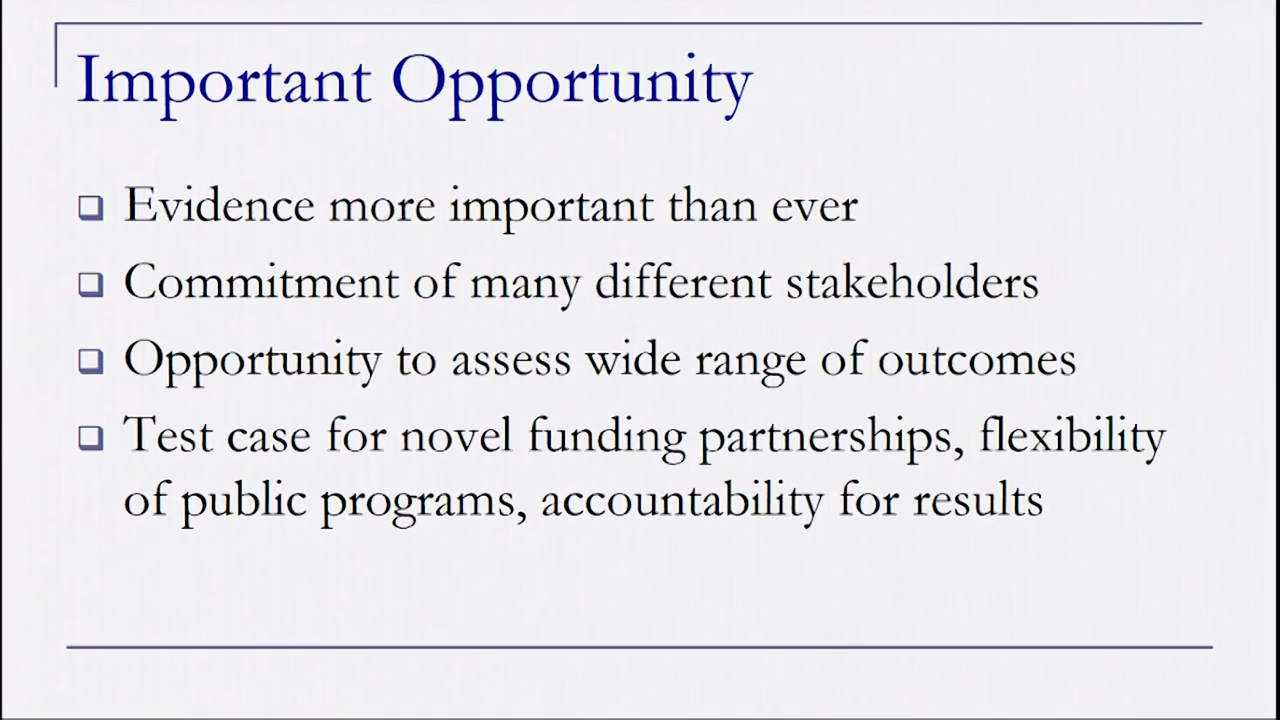 Important Opportunity
Evidence more important than ever
Commitment of many different stakeholders
Opportunity to assess wide range of outcomes
Test case for novel funding partnerships, flexibility
of public programs, accountability for results